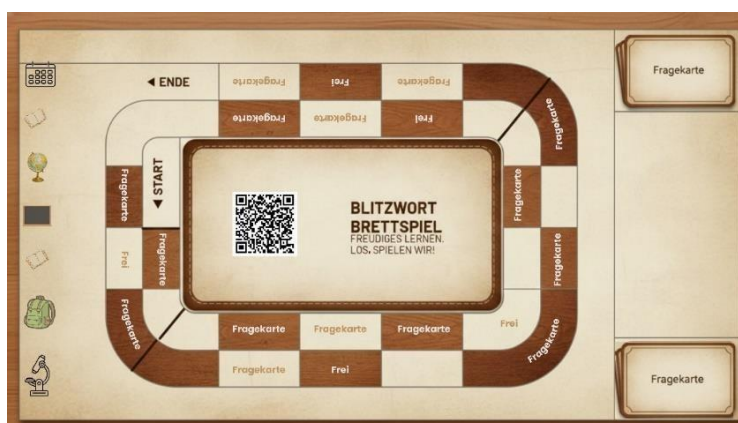 ENDE
Fragekarte
Frei
Fragekarte
Fragekarte
Fragekarte
Fragekarte
Frei
Fragekarte
START
Fragekarte
Fragekarte
BLITZWORT
BRETTSPIEL
FREUDIGES LERNEN.
LOS, SPIELEN WIR!
Frei
Fragekarte
Fragekarte
Fragekarte
Fragekarte
Fragekarte
Fragekarte
Frei
Fragekarte
Fragekarte
Frei
Fragekarte